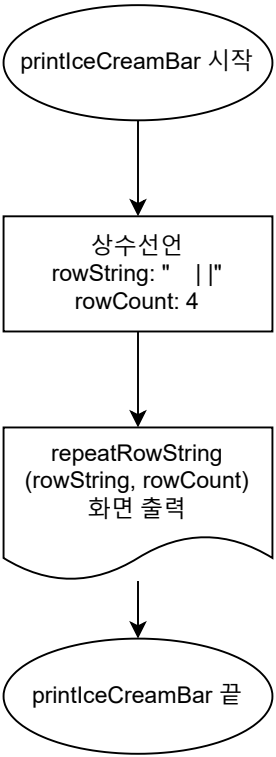 printIceCreamBar 시작
상수선언
rowString: "    | |"
rowCount: 4
repeatRowString
(rowString, rowCount)
화면 출력
printIceCreamBar 끝